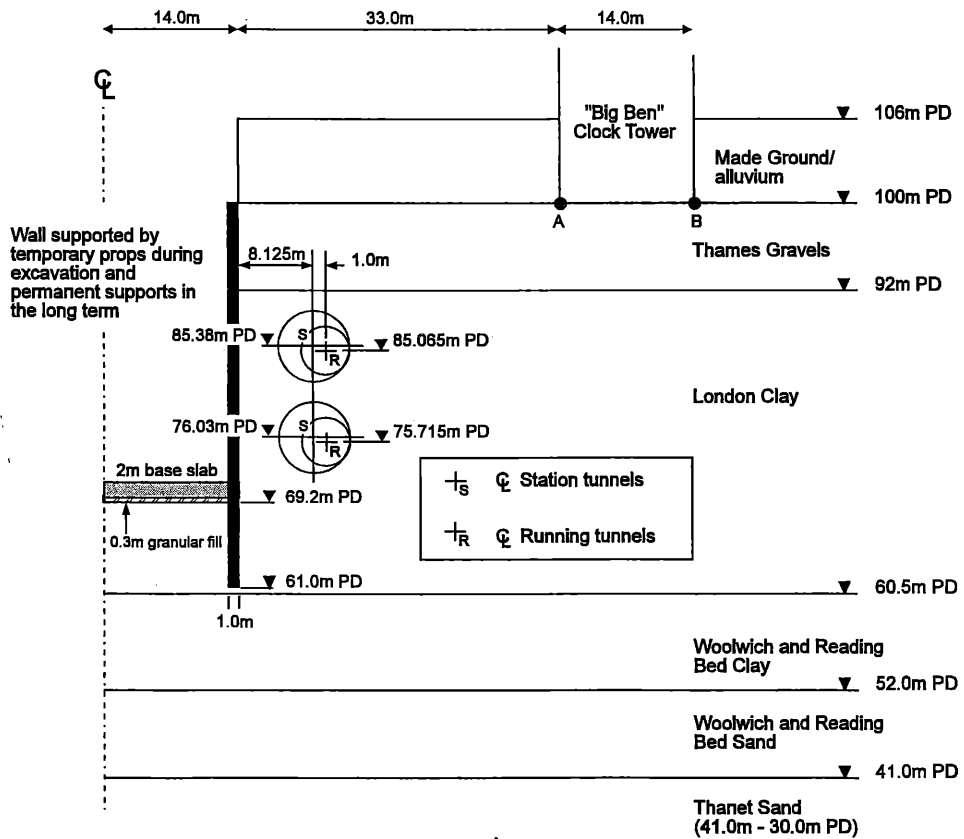 14.0m
33.0m
14.0m
℄
"Big Ben"
Clock Tower
106m PD
Made Ground/
alluvium
100m PD
A
B
Wall supported by
temporary props during
excavation and
permanent supports in
the long term
8.125m
1.0m
Thames Gravels
92m PD
85.38m PD
S
R
85.065m PD
London Clay
76.03m PD
S
R
75.715m PD
2m base slab
69.2m PD
0.3m granular fill
S ℄ Station tunnels
R ℄ Running tunnels
61.0m PD
60.5m PD
1.0m
Woolwich and Reading
Bed Clay
52.0m PD
Woolwich and Reading
Bed Sand
41.0m PD
Thanet Sand
(41.0m - 30.0m PD)